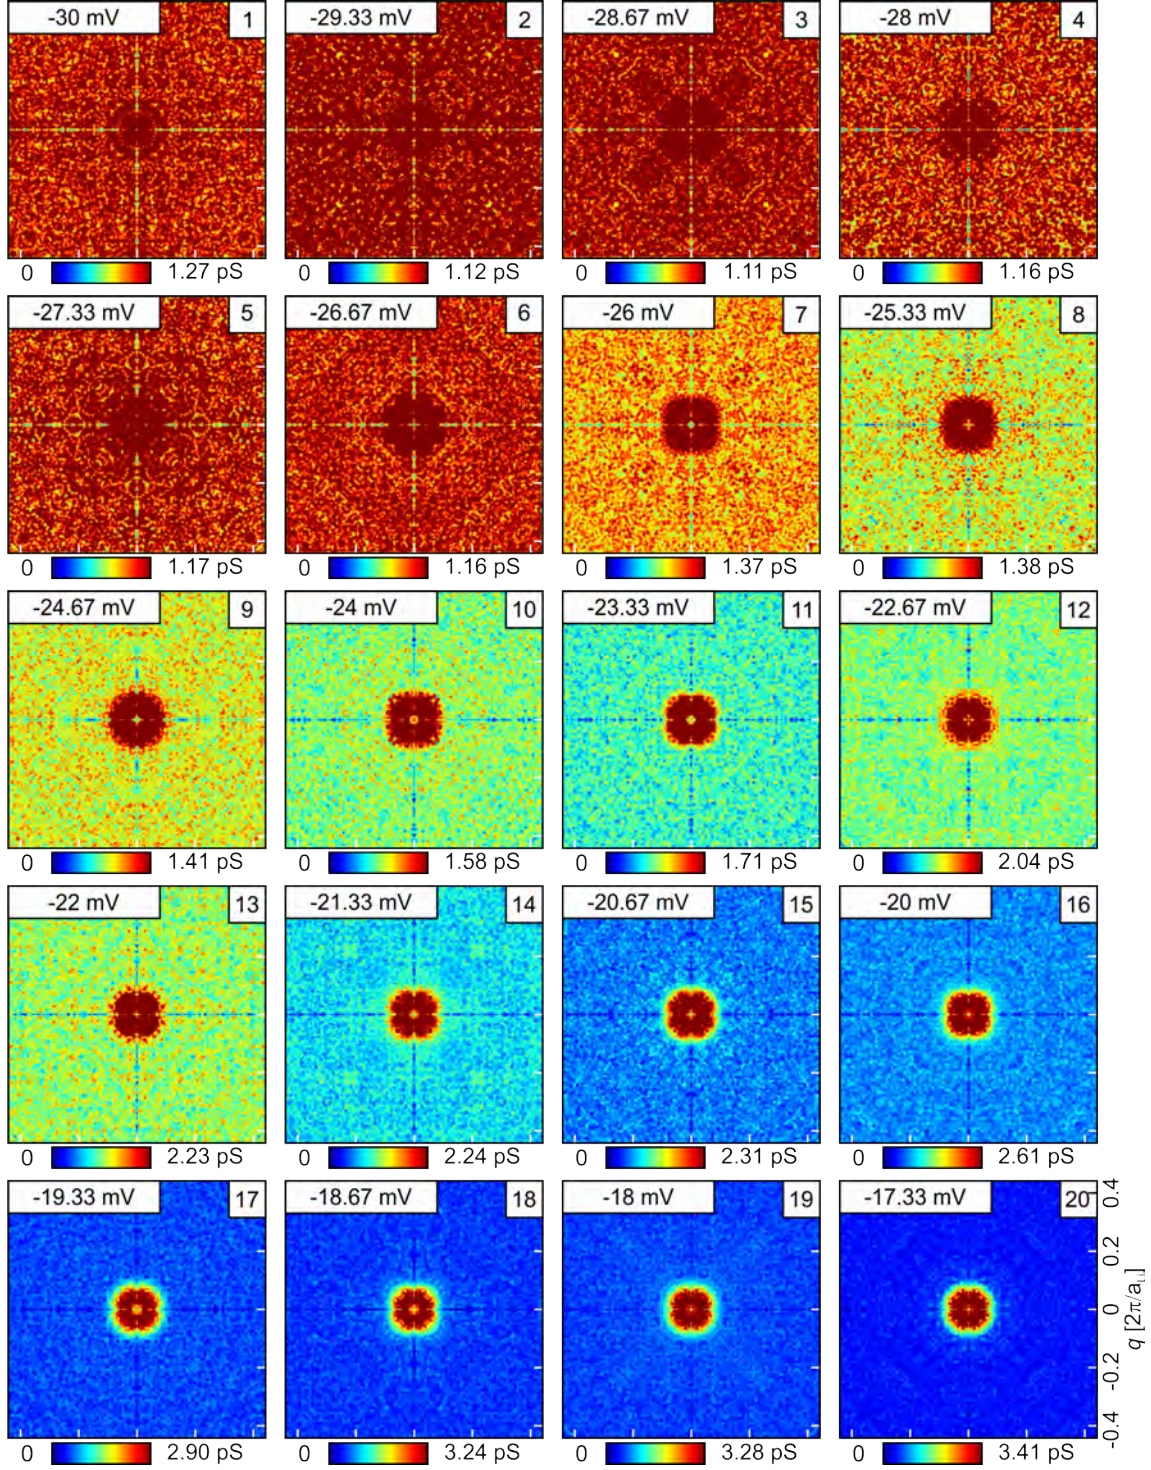 -30 mV 1 -29.33 mV 2 -28.67 mV 3 -28 mV 4
0 1.27 pS 0 1.12 pS 0 1.11 pS 0 1.16 pS
-27.33 mV 5 -26.67 mV 6 -26 mV 7 -25.33 mV 8
0 1.17 pS 0 1.16 pS 0 1.37 pS 0 1.38 pS
-24.67 mV 9 -24 mV 10 -23.33 mV 11 -22.67 mV 12
0 1.41 pS 0 1.58 pS 0 1.71 pS 0 2.04 pS
-22 mV 13 -21.33 mV 14 -20.67 mV 15 -20 mV 16
0 2.23 pS 0 2.24 pS 0 2.31 pS 0 2.61 pS
-19.33 mV 17 -18.67 mV 18 -18 mV 19 -17.33 mV 20
0.4
0.2
0
-0.2
-0.4
q [2π/a_Li]
0 2.90 pS 0 3.24 pS 0 3.28 pS 0 3.41 pS